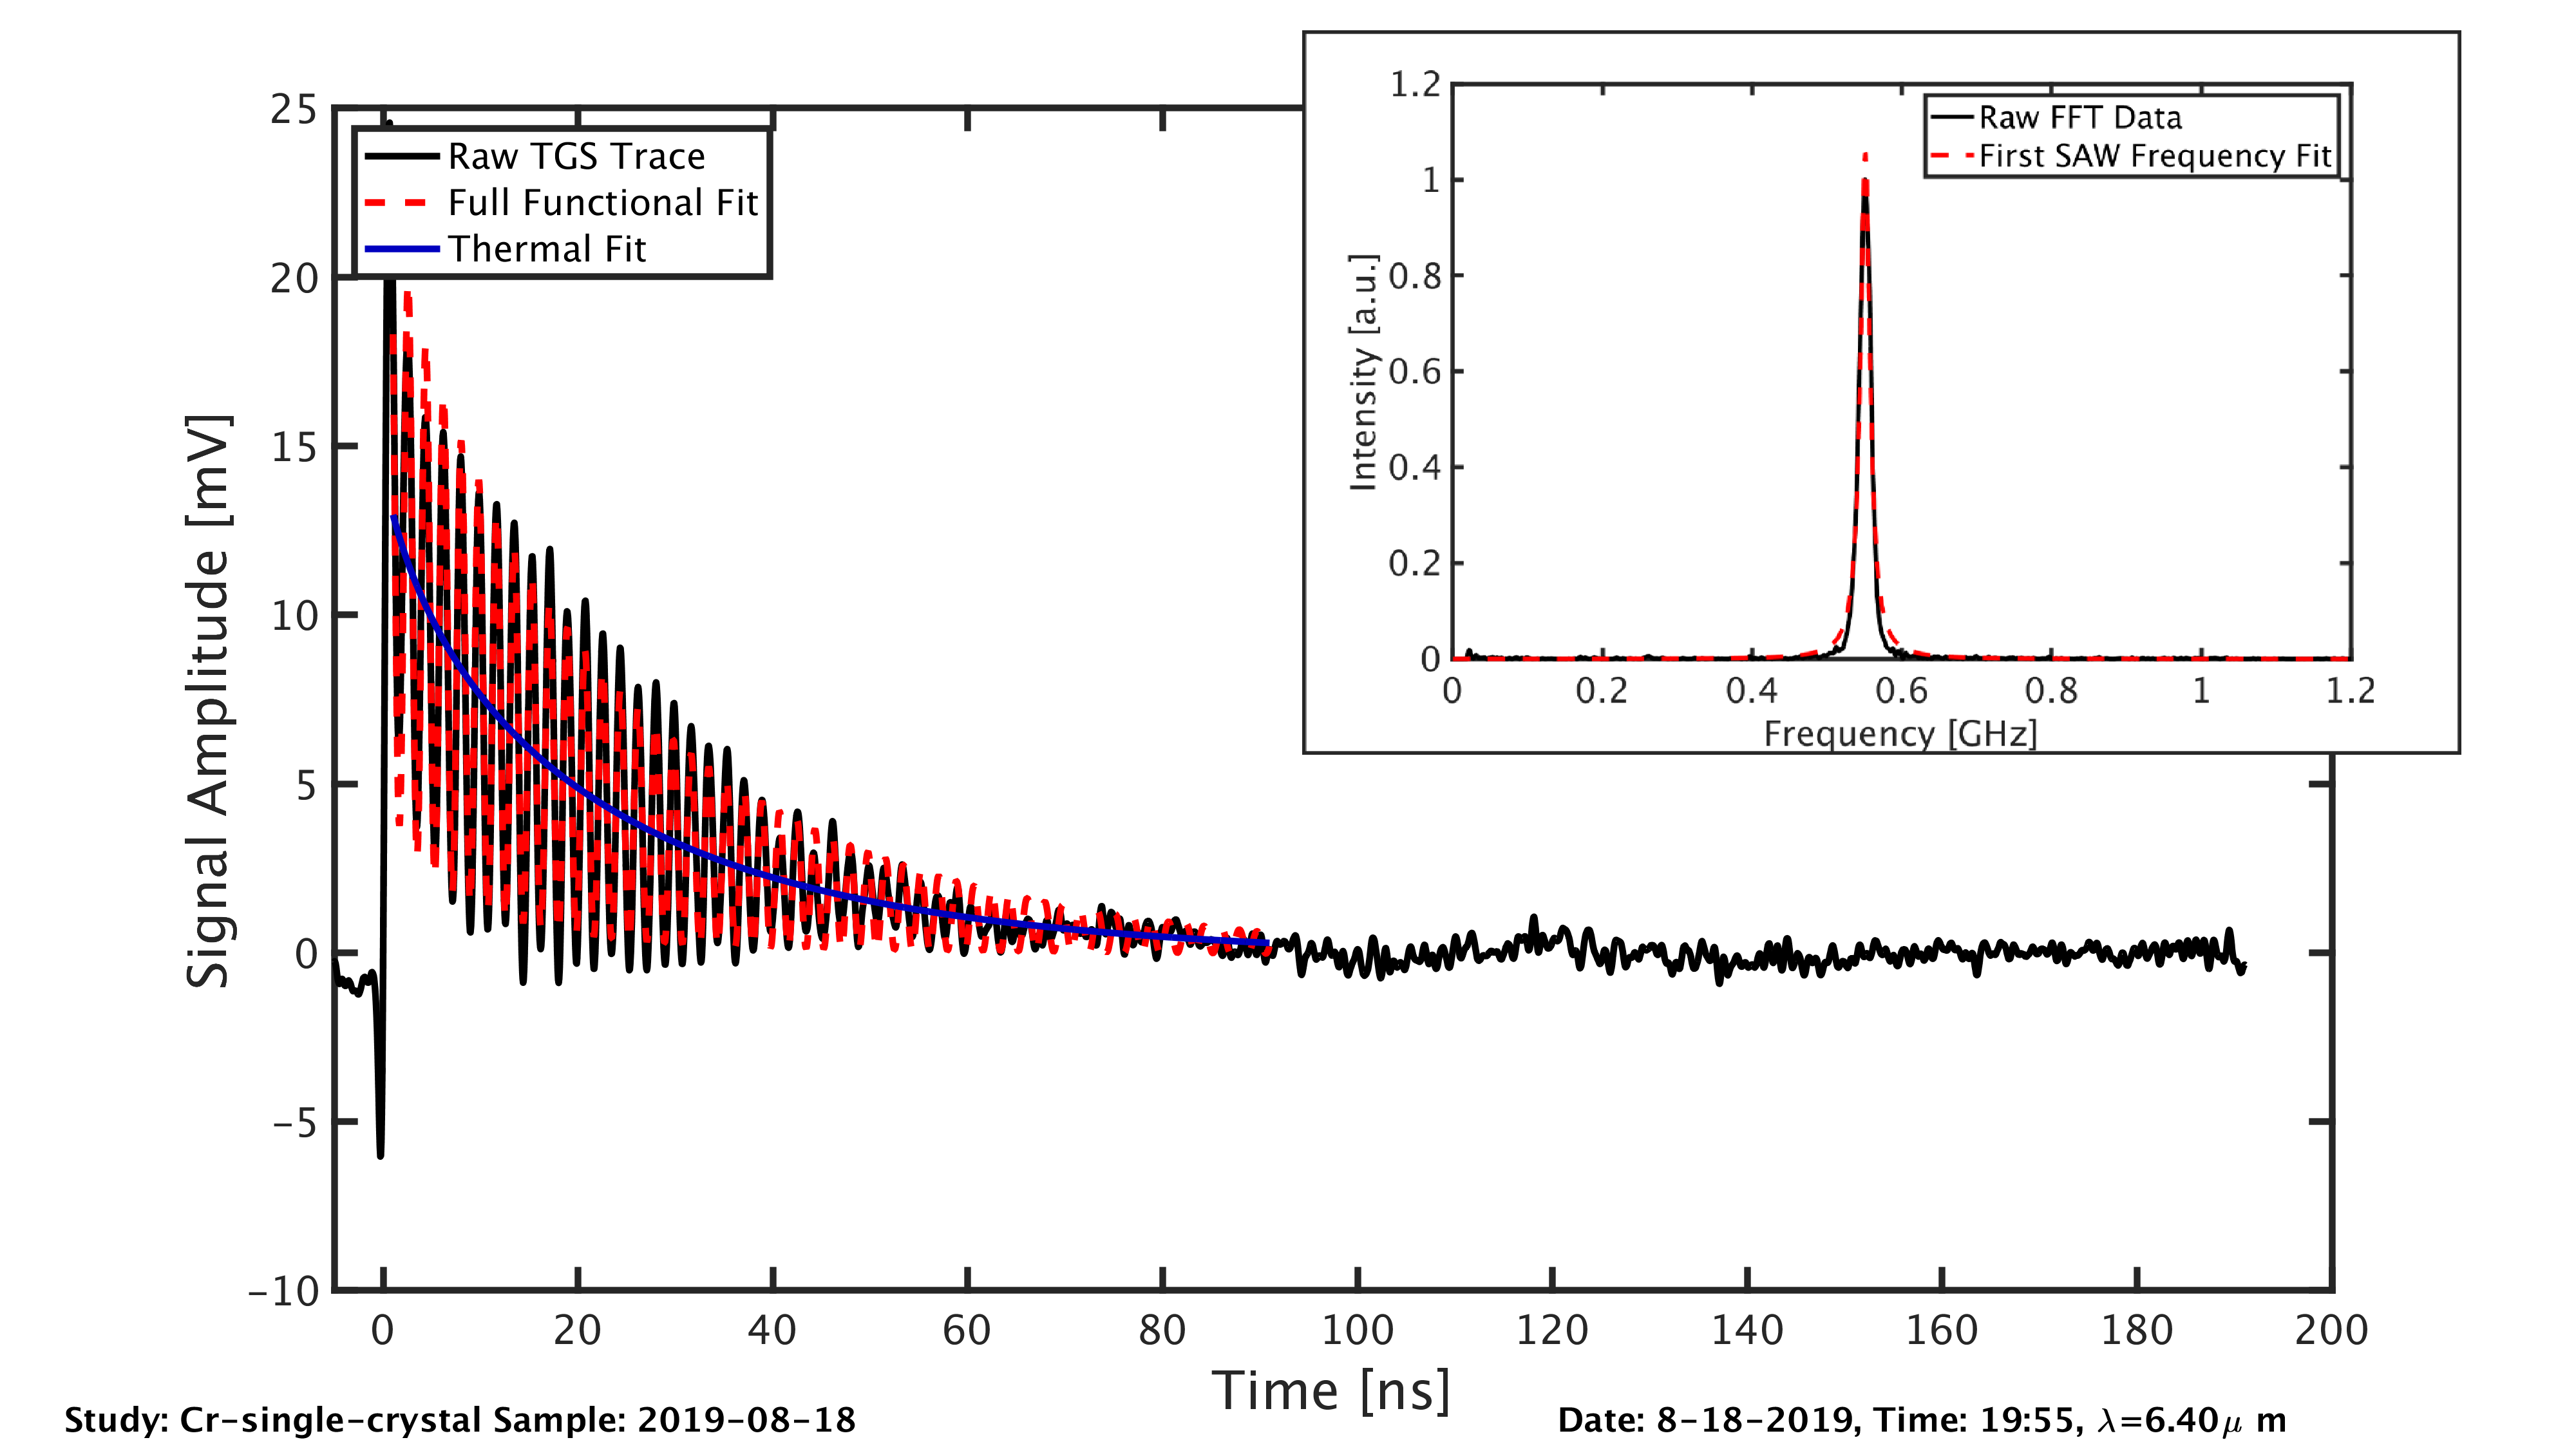 Raw TGS Trace
Full Functional Fit
Thermal Fit
25
20
15
10
5
0
−5
−10
Signal Amplitude [mV]
0 20 40 60 80 100 120 140 160 180 200
Time [ns]
Raw FFT Data
First SAW Frequency Fit
1.2
1
0.8
0.6
0.4
0.2
0
Intensity [a.u.]
0 0.2 0.4 0.6 0.8 1 1.2
Frequency [GHz]
Study: Cr−single−crystal Sample: 2019−08−18
Date: 8−18−2019, Time: 19:55, λ=6.40μ m